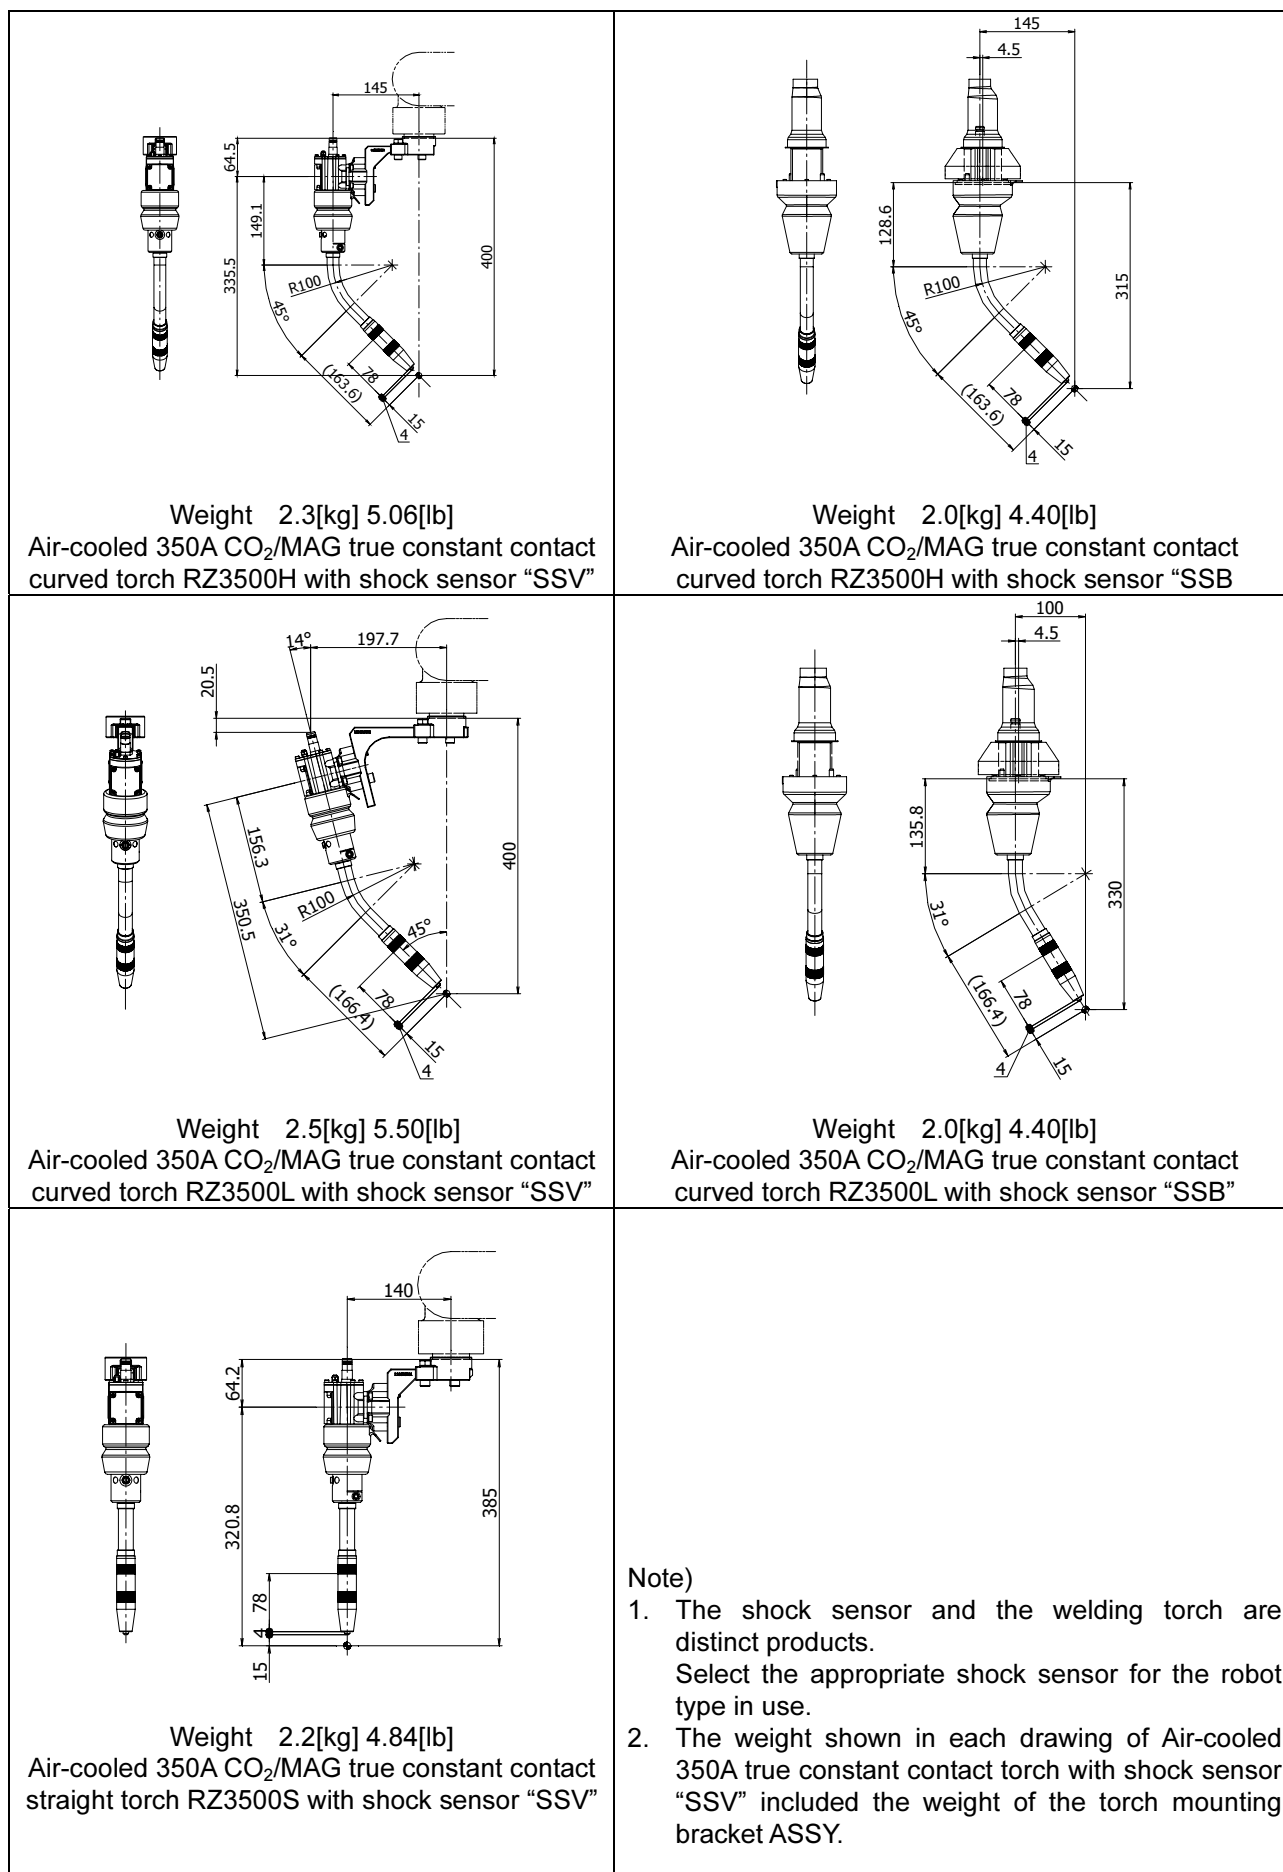 145
64.5
149.1
335.5
400
R100
45°
(163.6)
78
15
4
Weight 2.3[kg] 5.06[lb]
Air-cooled 350A CO₂/MAG true constant contact
curved torch RZ3500H with shock sensor “SSV”
145
4.5
128.6
315
R100
45°
(163.6)
78
15
4
Weight 2.0[kg] 4.40[lb]
Air-cooled 350A CO₂/MAG true constant contact
curved torch RZ3500H with shock sensor “SSB
14°
197.7
20.5
156.3
350.5
400
R100
31°
45°
(166.4)
78
15
4
Weight 2.5[kg] 5.50[lb]
Air-cooled 350A CO₂/MAG true constant contact
curved torch RZ3500L with shock sensor “SSV”
100
4.5
135.8
330
31°
(166.4)
78
15
4
Weight 2.0[kg] 4.40[lb]
Air-cooled 350A CO₂/MAG true constant contact
curved torch RZ3500L with shock sensor “SSB”
140
64.2
320.8
385
78
4
15
Weight 2.2[kg] 4.84[lb]
Air-cooled 350A CO₂/MAG true constant contact
straight torch RZ3500S with shock sensor “SSV”
Note)
1. The shock sensor and the welding torch are
distinct products.
Select the appropriate shock sensor for the robot
type in use.
2. The weight shown in each drawing of Air-cooled
350A true constant contact torch with shock sensor
“SSV” included the weight of the torch mounting
bracket ASSY.